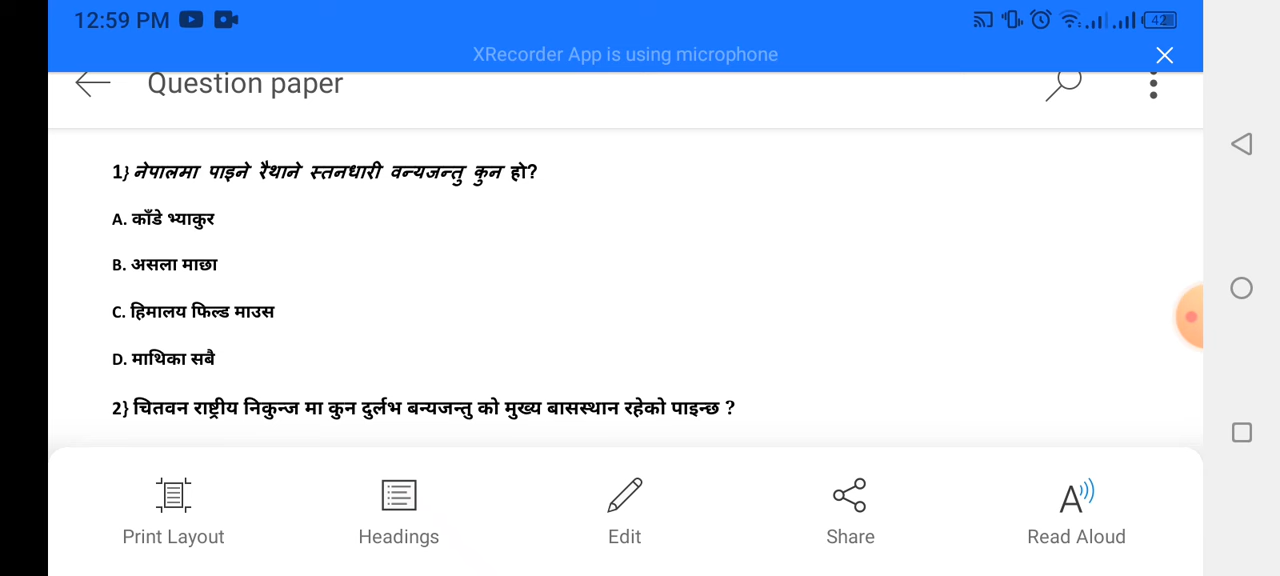 12:59 PM 42
XRecorder App is using microphone
Question paper
1} नेपालमा पाइने रैथाने स्तनधारी वन्यजन्तु कुन हो?
A. काँडे भ्याकुर
B. असला माछा
C. हिमालय फिल्ड माउस
D. माथिका सबै
2} चितवन राष्ट्रीय निकुन्ज मा कुन दुर्लभ बन्यजन्तु को मुख्य बासस्थान रहेको पाइन्छ ?
Print Layout Headings Edit Share Read Aloud